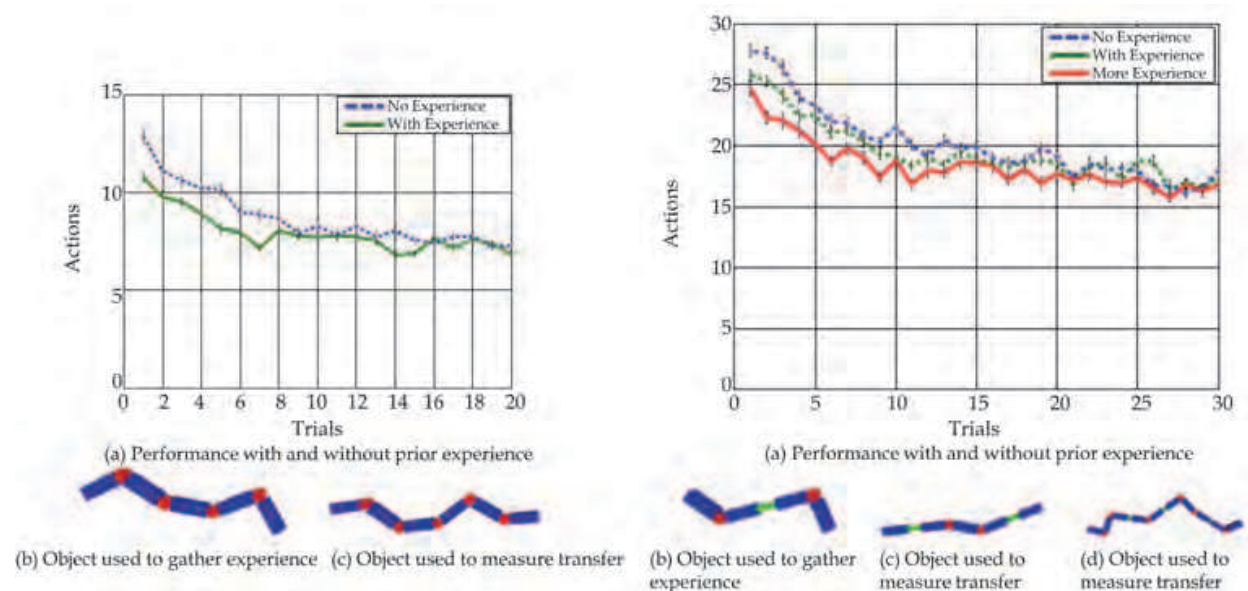 15
10
5
0
0 2 4 6 8 10 12 14 16 18 20
Actions
Trials
No Experience
With Experience
(a) Performance with and without prior experience
(b) Object used to gather experience
(c) Object used to measure transfer
30
25
20
15
10
5
0
0 5 10 15 20 25 30
Actions
Trials
No Experience
With Experience
More Experience
(a) Performance with and without prior experience
(b) Object used to gather
experience
(c) Object used to
measure transfer
(d) Object used to
measure transfer